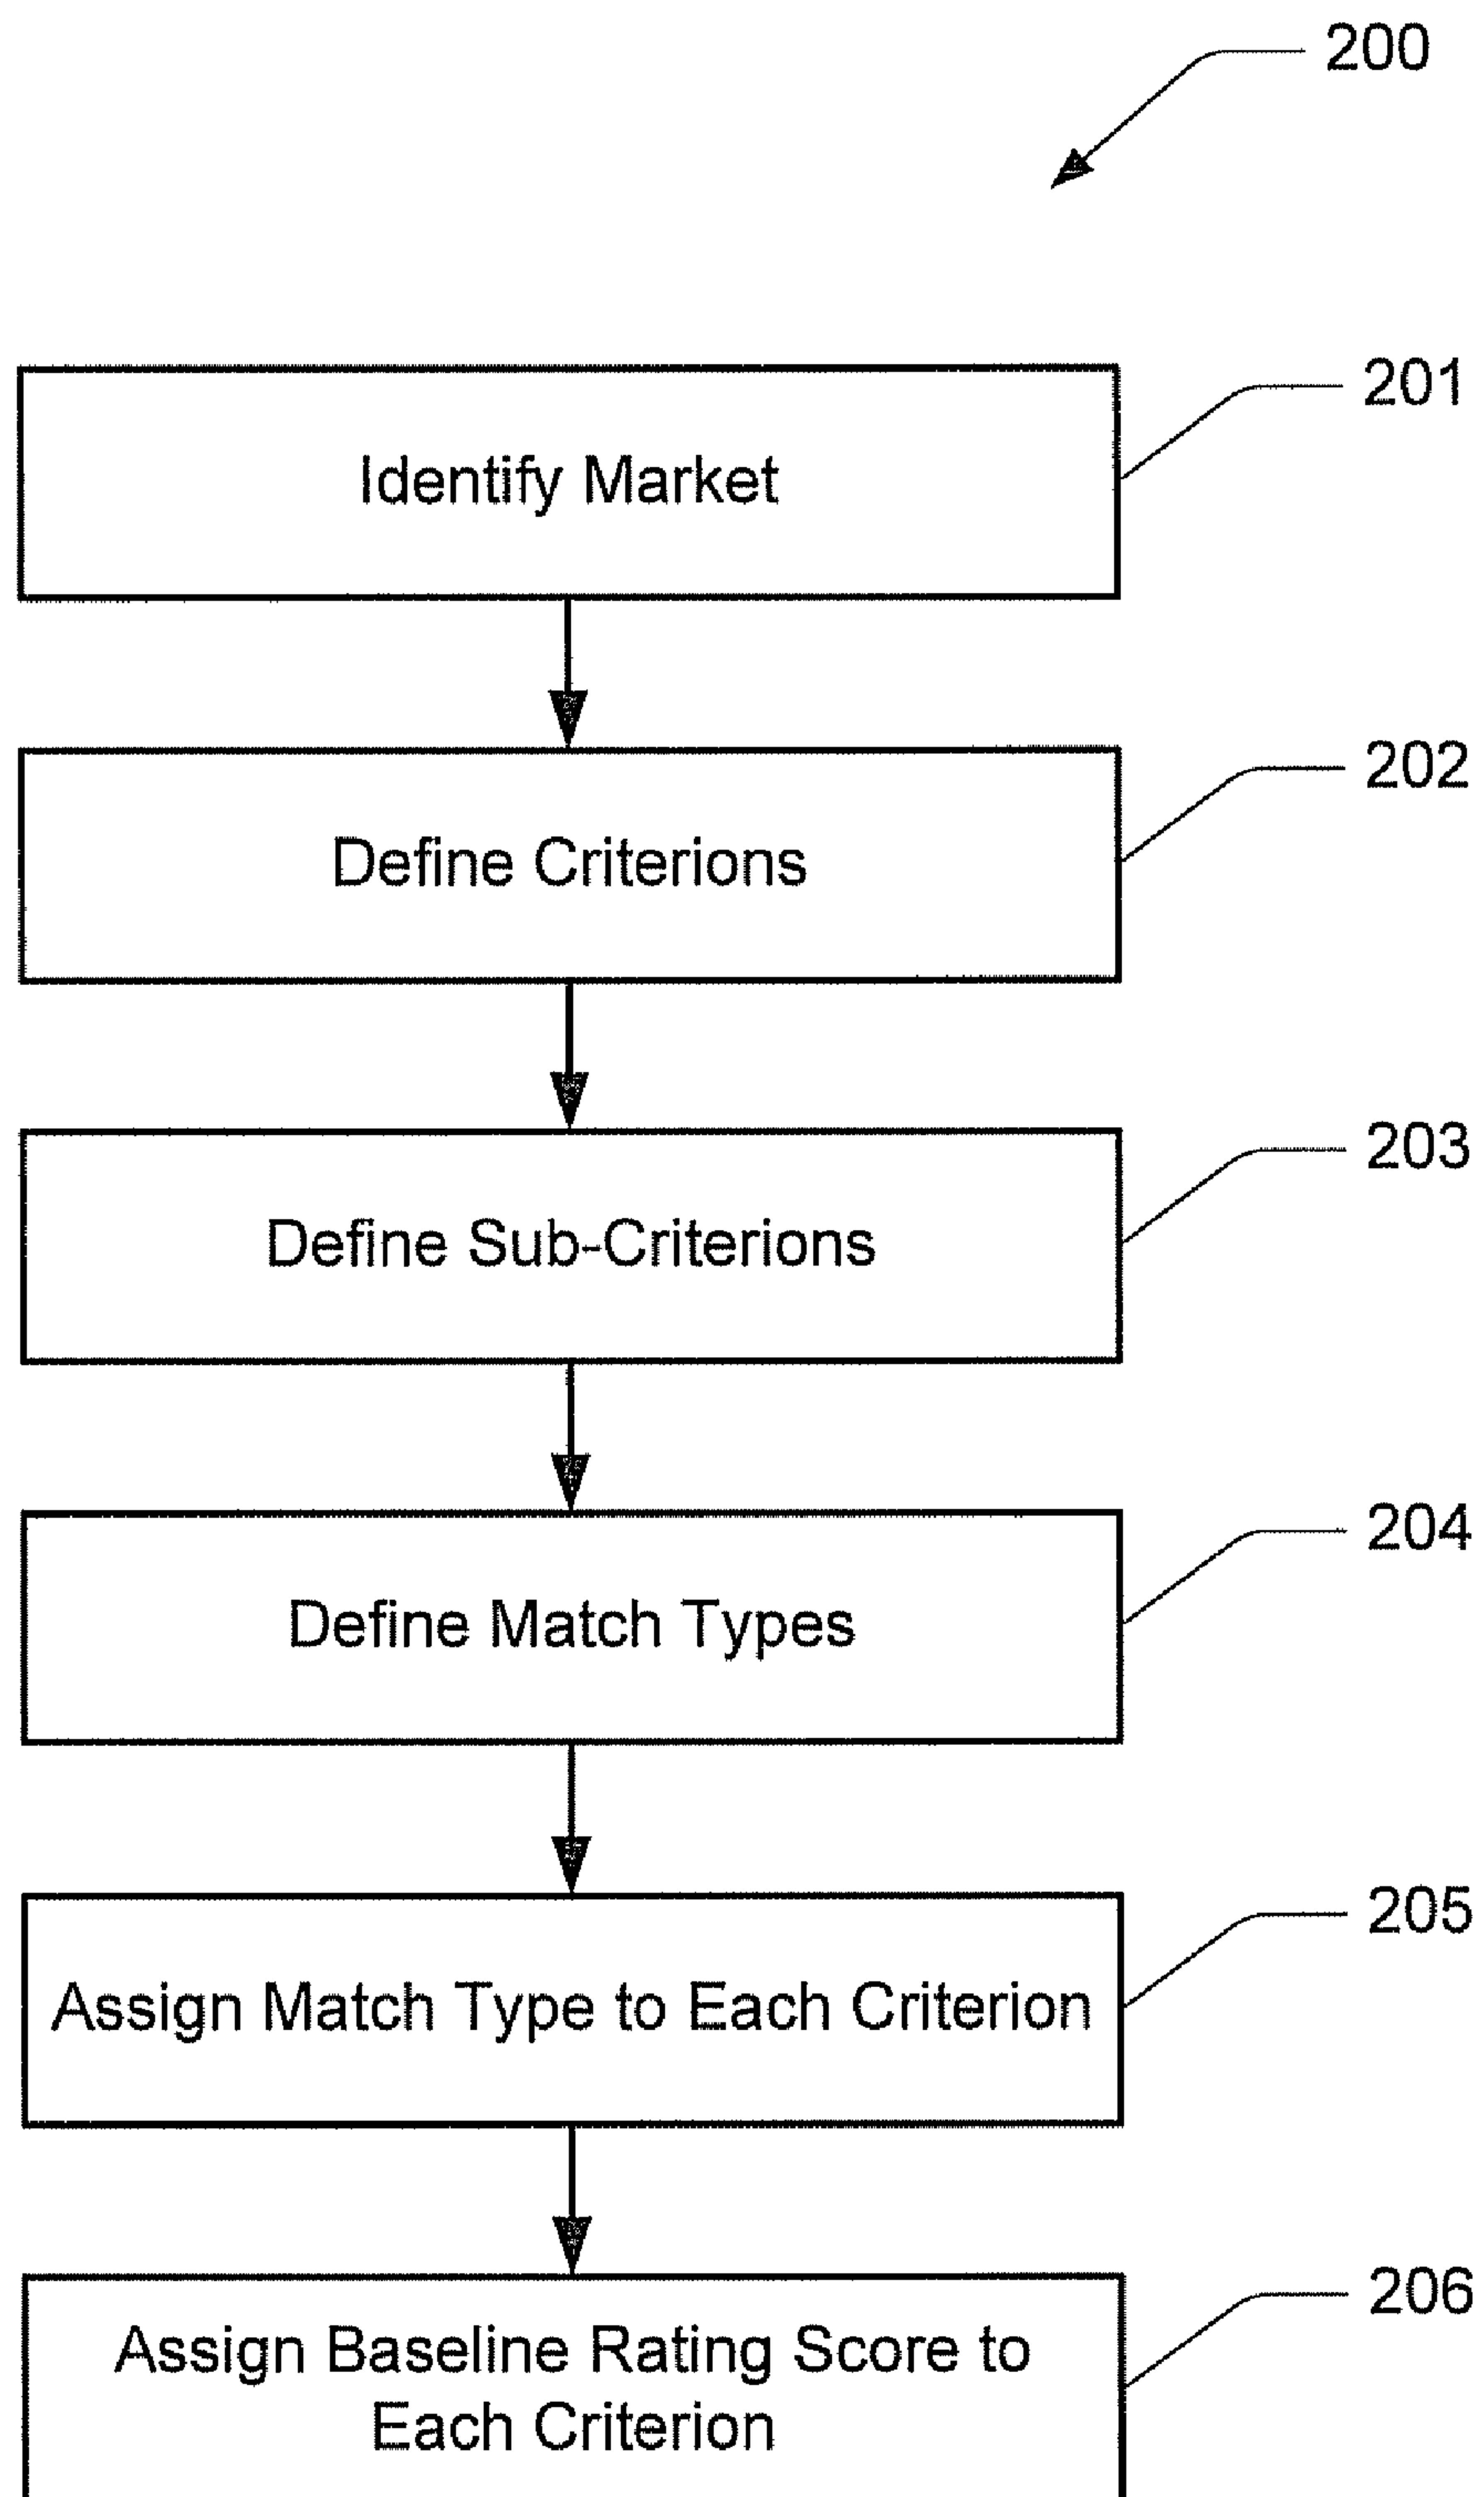 200
201
Identify Market
202
Define Criterions
203
Define Sub-Criterions
204
Define Match Types
205
Assign Match Type to Each Criterion
206
Assign Baseline Rating Score to
Each Criterion